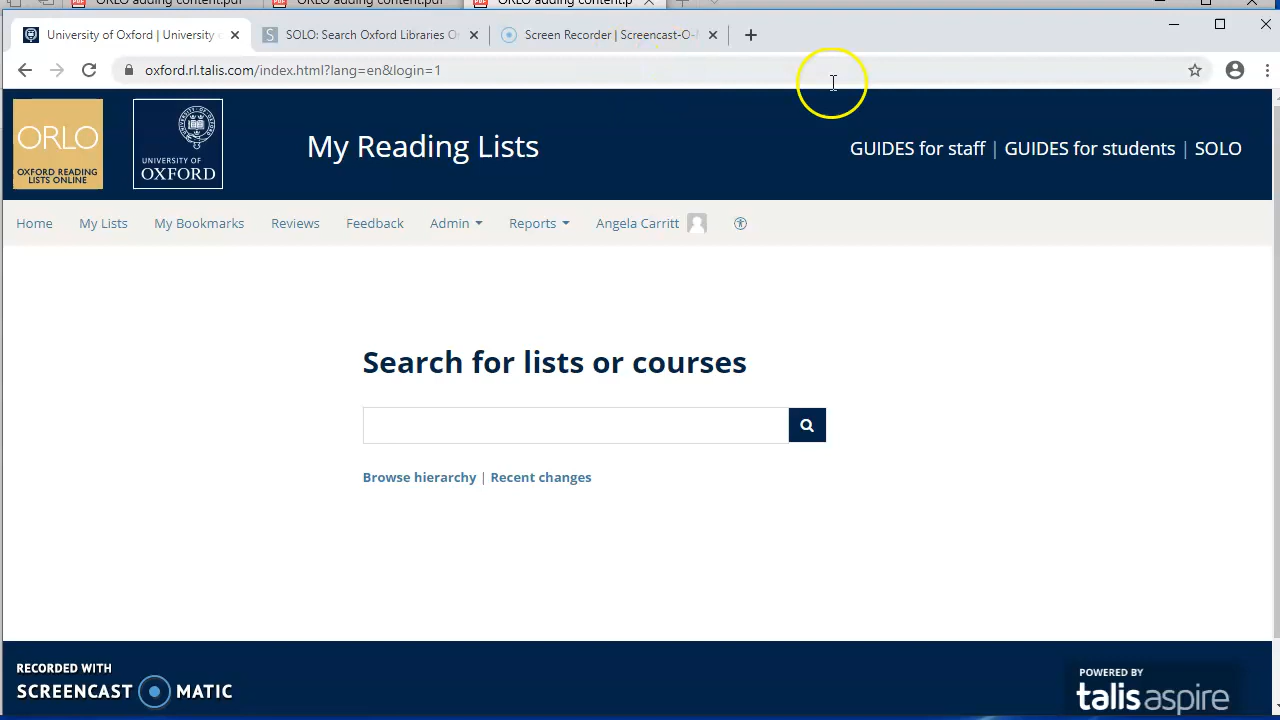 ORLO adding content.pdf ORLO adding content.pdf ORLO adding content.p
University of Oxford | University SOLO: Search Oxford Libraries O Screen Recorder | Screencast-O-
oxford.rl.talis.com/index.html?lang=en&login=1
ORLO
OXFORD READING
LISTS ONLINE
UNIVERSITY OF
OXFORD
My Reading Lists
GUIDES for staff | GUIDES for students | SOLO
Home My Lists My Bookmarks Reviews Feedback Admin Reports Angela Carritt
Search for lists or courses
Browse hierarchy | Recent changes
RECORDED WITH
SCREENCAST MATIC
POWERED BY
talis aspire